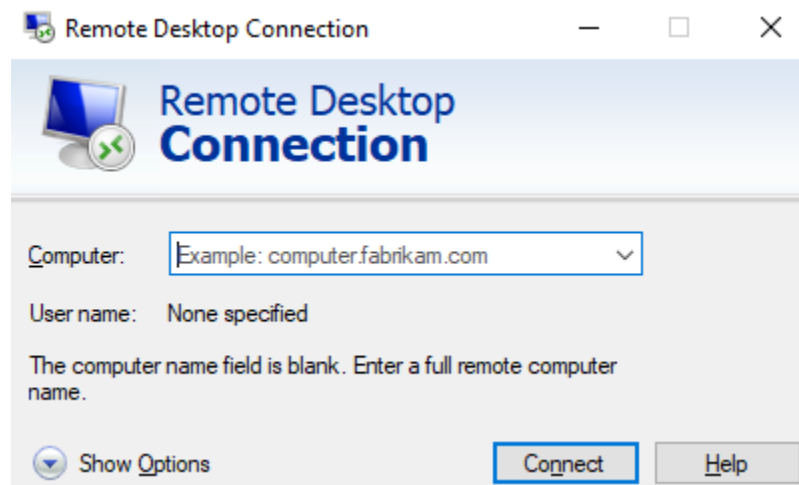 Remote Desktop Connection
Remote Desktop
Connection
Computer: Example: computer.fabrikam.com
User name: None specified
The computer name field is blank. Enter a full remote computer
name.
Show Options Connect Help